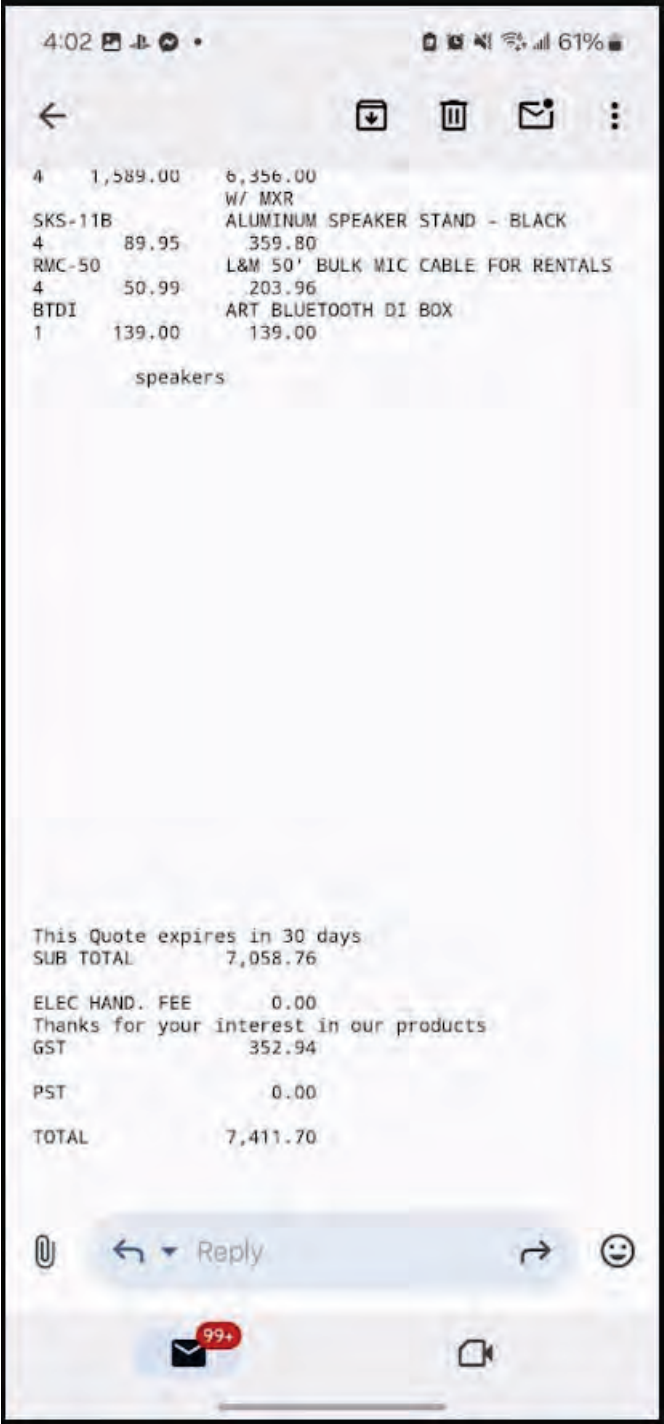 4:02 61%
4 1,589.00 6,356.00
W/ MXR
SKS-11B ALUMINUM SPEAKER STAND - BLACK
4 89.95 359.80
RMC-50 L&M 50' BULK MIC CABLE FOR RENTALS
4 50.99 203.96
BTDI ART BLUETOOTH DI BOX
1 139.00 139.00
speakers
This Quote expires in 30 days
SUB TOTAL 7,058.76
ELEC HAND. FEE 0.00
Thanks for your interest in our products
GST 352.94
PST 0.00
TOTAL 7,411.70
Reply
99+